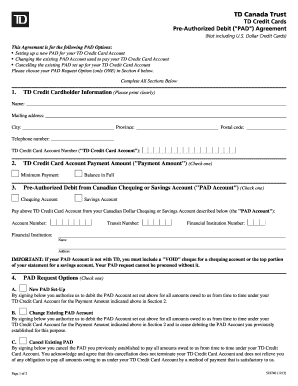 TD
TD Canada Trust
TD Credit Cards
Pre-Authorized Debit ("PAD") Agreement
(Not including U.S. Dollar Credit Cards)
This Agreement is for the following PAD Options:
• Setting up a new PAD for your TD Credit Card Account
• Changing the existing PAD Account used to pay your TD Credit Card Account
• Cancelling the existing PAD set up for your TD Credit Card Account
Please choose your PAD Request Option (only ONE) in Section 4 below.
Complete All Sections Below
1. TD Credit Cardholder Information (Please print clearly)
Name:
Mailing address:
City: Province: Postal code:
Telephone number:
TD Credit Card Account Number ("TD Credit Card Account"):
2. TD Credit Card Account Payment Amount ("Payment Amount") (Check one)
Minimum Payment Balance in Full
3. Pre-Authorized Debit from Canadian Chequing or Savings Account ("PAD Account") (Check one)
Chequing Account Savings Account
Pay above TD Credit Card Account from your Canadian Dollar Chequing or Savings Account described below (the "PAD Account"):
Account Number: Transit Number: Financial Institution Number:
Financial Institution:
Name
Address
IMPORTANT: If your PAD Account is not with TD, you must include a "VOID" cheque for a chequing account or the top portion
of your statement for a savings account. Your PAD request cannot be processed without it.
4. PAD Request Options (Check one)
A. New PAD Set-Up
By signing below you authorize us to debit the PAD Account set out above for all amounts owed to us from time to time under your
TD Credit Card Account for the Payment Amount indicated above in Section 2.
B. Change Existing PAD Account
By signing below you authorize us to debit the PAD Account set out above for all amounts owed to us from time to time under your
TD Credit Card Account for the Payment Amount indicated above in Section 2 and to cease debiting the PAD Account you previously
established for this purpose.
C. Cancel Existing PAD
By signing below you cancel the PAD you previously established to pay all amounts owed to us from time to time under your TD Credit
Card Account. You acknowledge and agree that this cancellation does not terminate your TD Credit Card Account and does not relieve you
of any obligation to pay all amounts owing us under your TD Credit Card Account by a method of payment that is satisfactory to us.
Page 1 of 2